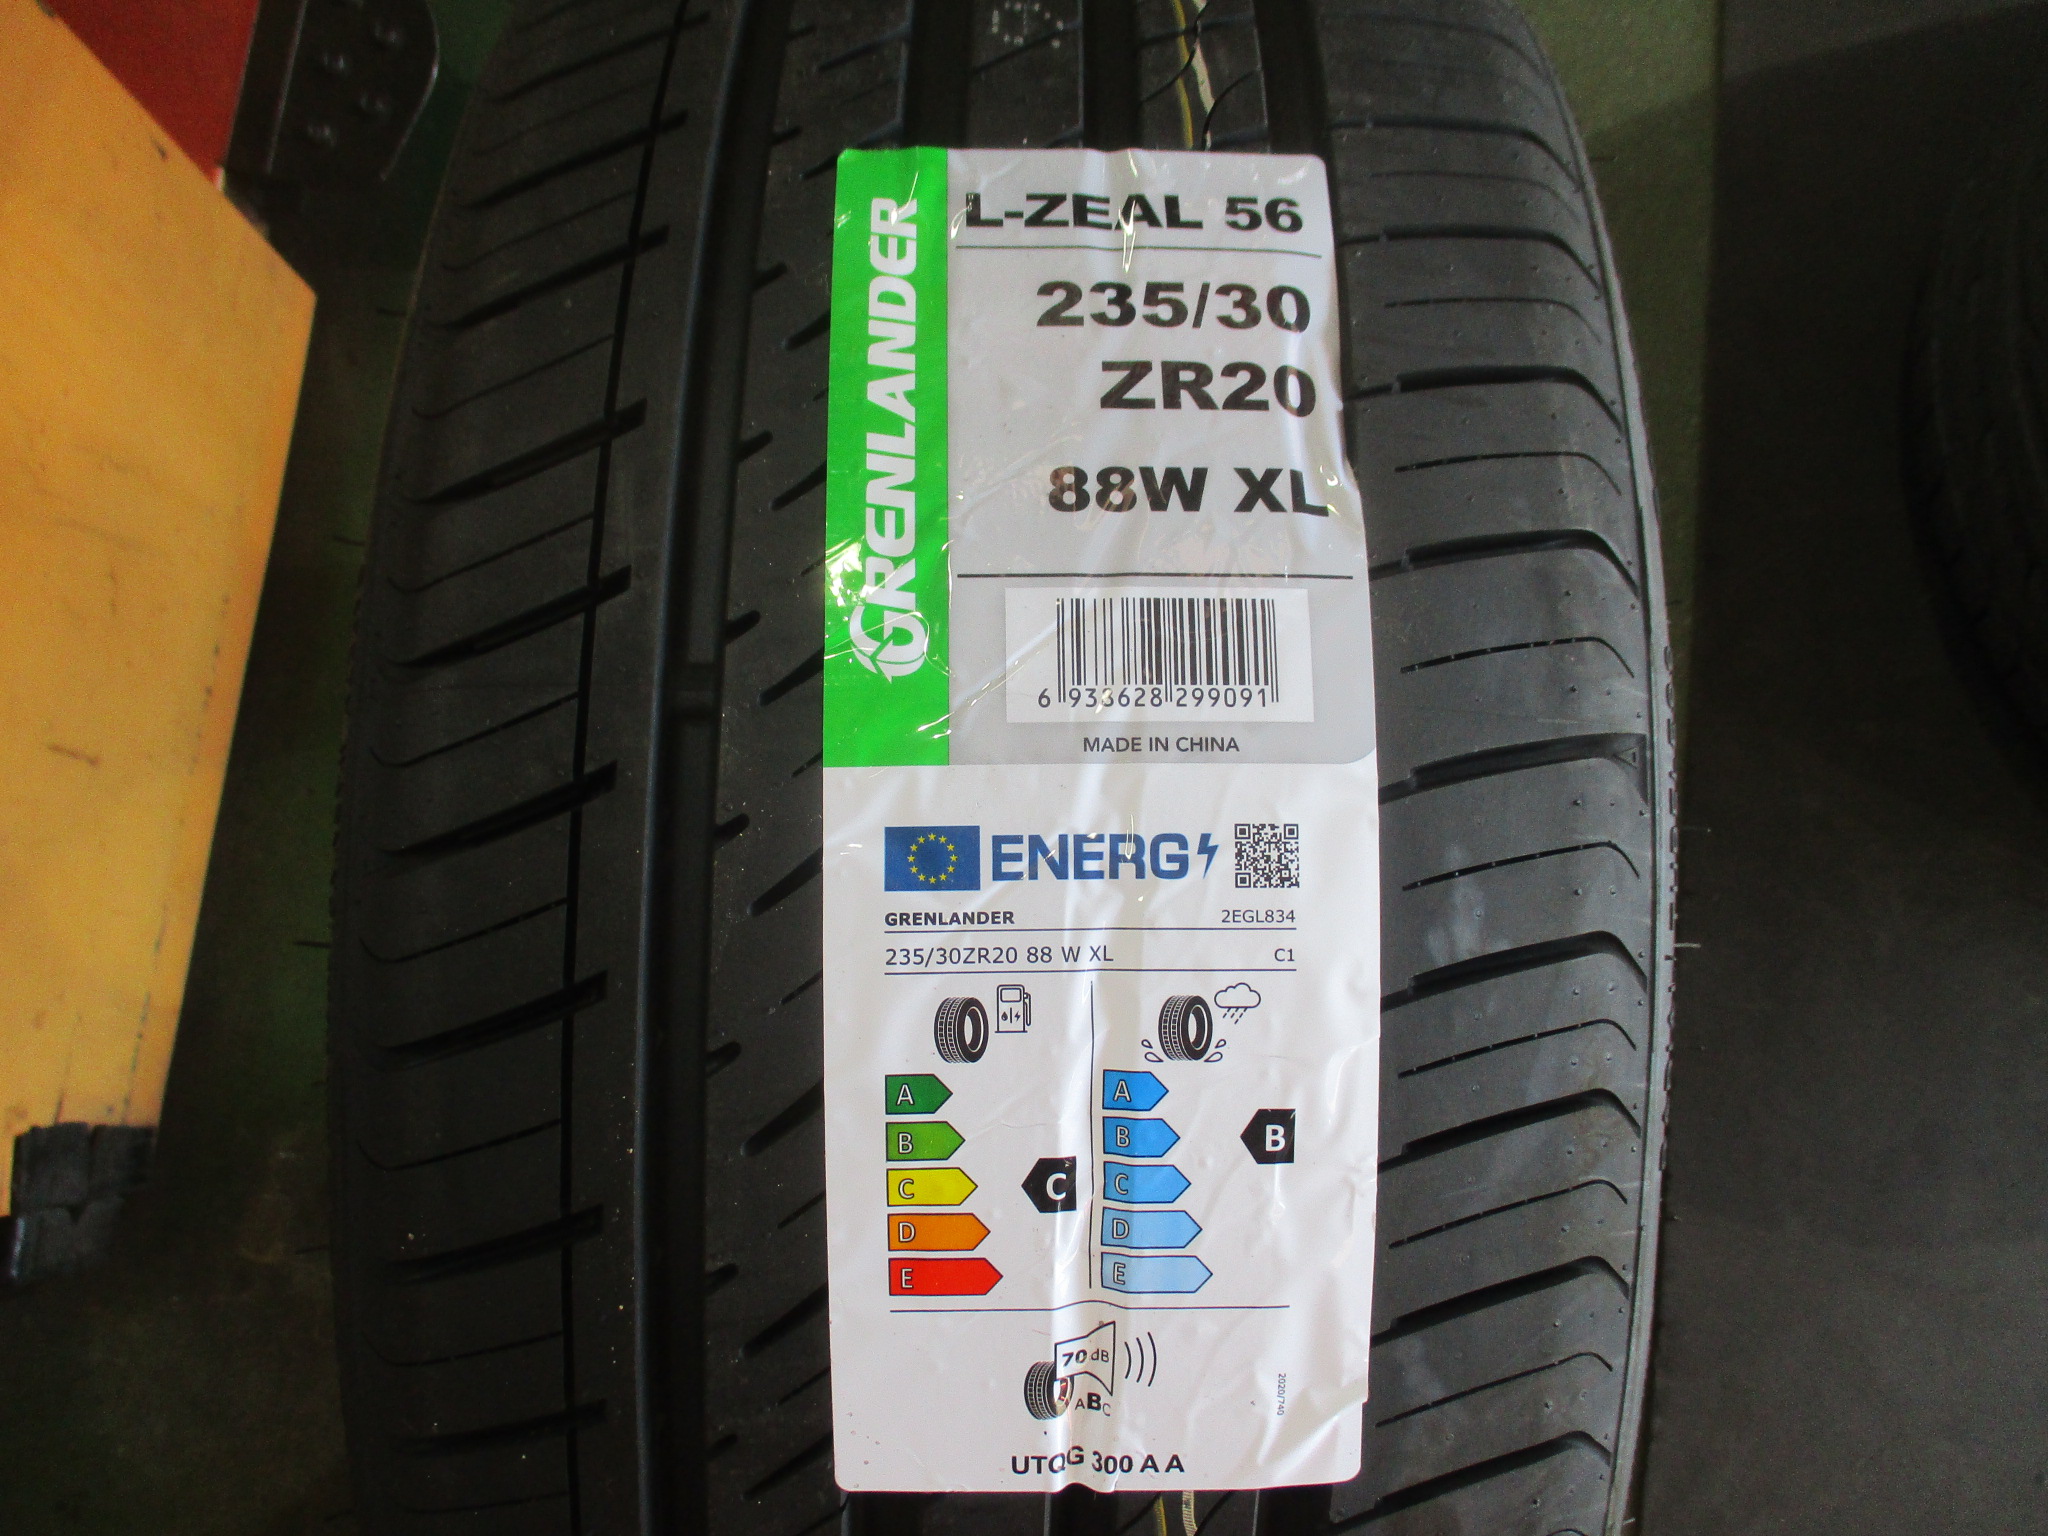 GRENLANDER
L-ZEAL 56
235/30
ZR20
88W XL
6 933628 299091
MADE IN CHINA
ENERG
GRENLANDER 2EGL834
235/30ZR20 88 W XL C1
A
B
C
D
E
C
A
B
C
D
E
B
70 dB
ABC
2020/740
UTQG 300 A A